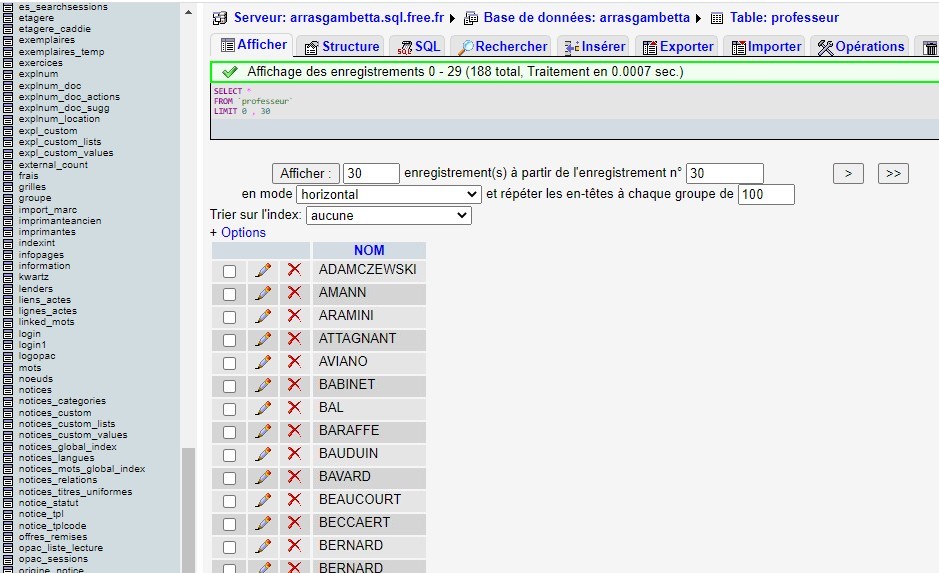 es_searchsessions
etagere
etagere_caddie
exemplaires
exemplaires_temp
exercices
explnum
explnum_doc
explnum_doc_actions
explnum_doc_sugg
explnum_location
expl_custom
expl_custom_lists
expl_custom_values
external_count
frais
grilles
groupe
import_marc
imprimanteancien
imprimantes
indexint
infopages
information
kwartz
lenders
liens_actes
lignes_actes
linked_mots
login
login1
logopac
mots
noeuds
notices
notices_categories
notices_custom
notices_custom_lists
notices_custom_values
notices_global_index
notices_langues
notices_mots_global_index
notices_relations
notices_titres_uniformes
notice_statut
notice_tpl
notice_tplcode
offres_remises
opac_liste_lecture
opac_sessions
origine_notice
Serveur: arrasgambetta.sql.free.fr Base de données: arrasgambetta Table: professeur
Afficher Structure SQL Rechercher Insérer Exporter Importer Opérations
Affichage des enregistrements 0 - 29 (188 total, Traitement en 0.0007 sec.)
SELECT *
FROM `professeur`
LIMIT 0 , 30
Afficher : 30 enregistrement(s) à partir de l'enregistrement n° 30 > >>
en mode horizontal et répéter les en-têtes à chaque groupe de 100
Trier sur l'index: aucune
+ Options
NOM
ADAMCZEWSKI
AMANN
ARAMINI
ATTAGNANT
AVIANO
BABINET
BAL
BARAFFE
BAUDUIN
BAVARD
BEAUCOURT
BECCAERT
BERNARD
BERNARD